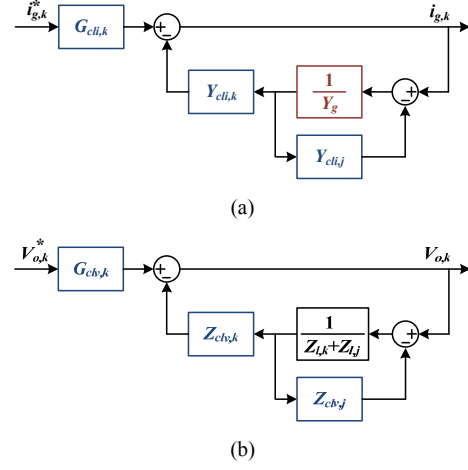 i*g,k
Gcli,k
+
−
ig,k
Ycli,k
1
Yg
−
+
Ycli,j
(a)
V*o,k
Gclv,k
+
−
Vo,k
Zclv,k
1
Zl,k+Zl,j
−
+
Zclv,j
(b)